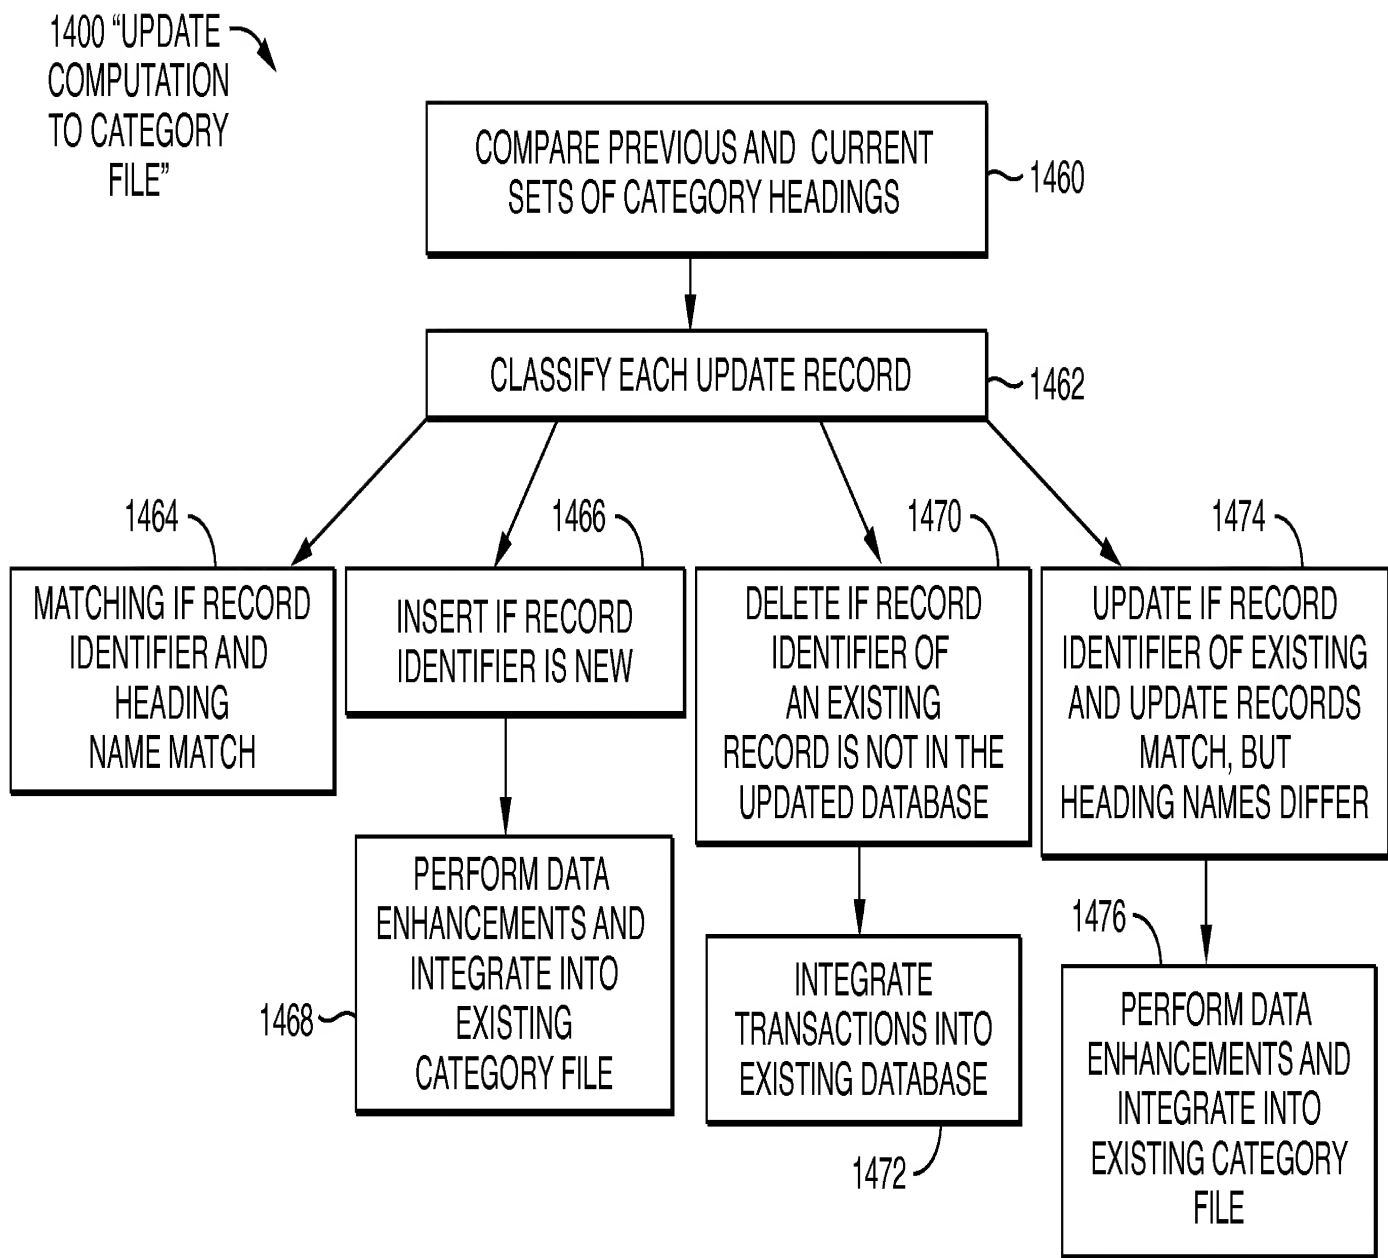 1400 “UPDATE
COMPUTATION
TO CATEGORY
FILE”
COMPARE PREVIOUS AND CURRENT
SETS OF CATEGORY HEADINGS
1460
CLASSIFY EACH UPDATE RECORD
1462
1464
MATCHING IF RECORD
IDENTIFIER AND
HEADING
NAME MATCH
1466
INSERT IF RECORD
IDENTIFIER IS NEW
1470
DELETE IF RECORD
IDENTIFIER OF
AN EXISTING
RECORD IS NOT IN THE
UPDATED DATABASE
1474
UPDATE IF RECORD
IDENTIFIER OF EXISTING
AND UPDATE RECORDS
MATCH, BUT
HEADING NAMES DIFFER
PERFORM DATA
ENHANCEMENTS AND
INTEGRATE INTO
EXISTING
CATEGORY FILE
1468
INTEGRATE
TRANSACTIONS INTO
EXISTING DATABASE
1472
1476
PERFORM DATA
ENHANCEMENTS AND
INTEGRATE INTO
EXISTING CATEGORY
FILE